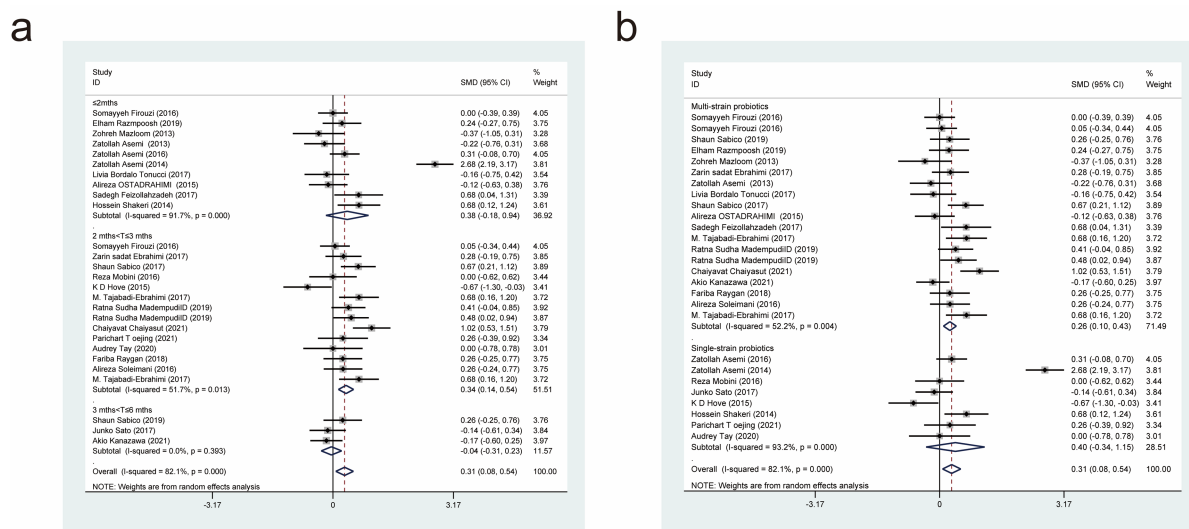 a
Study
ID
SMD (95% CI)
%
Weight
≤2mths
Somayyeh Firouzi (2016) 0.00 (-0.39, 0.39) 4.05
Elham Razmpoosh (2019) 0.24 (-0.27, 0.75) 3.75
Zohreh Mazloom (2013) -0.37 (-1.05, 0.31) 3.28
Zatollah Asemi (2013) -0.22 (-0.76, 0.31) 3.68
Zatollah Asemi (2016) 0.31 (-0.08, 0.70) 4.05
Zatollah Asemi (2014) 2.68 (2.19, 3.17) 3.81
Livia Bordalo Tonucci (2017) -0.16 (-0.75, 0.42) 3.54
Alireza OSTADRAHIMI (2015) -0.12 (-0.63, 0.38) 3.76
Sadegh Feizollahzadeh (2017) 0.68 (0.04, 1.31) 3.39
Hossein Shakeri (2014) 0.68 (0.12, 1.24) 3.61
Subtotal (I-squared = 91.7%, p = 0.000) 0.38 (-0.18, 0.94) 36.92
.
2 mths<T≤3 mths
Somayyeh Firouzi (2016) 0.05 (-0.34, 0.44) 4.05
Zarin sadat Ebrahimi (2017) 0.28 (-0.19, 0.75) 3.85
Shaun Sabico (2017) 0.67 (0.21, 1.12) 3.89
Reza Mobini (2016) 0.00 (-0.62, 0.62) 3.44
K D Hove (2015) -0.67 (-1.30, -0.03) 3.41
M. Tajabadi-Ebrahimi (2017) 0.68 (0.16, 1.20) 3.72
Ratna Sudha MadempudiID (2019) 0.41 (-0.04, 0.85) 3.92
Ratna Sudha MadempudiID (2019) 0.48 (0.02, 0.94) 3.87
Chaiyavat Chaiyasut (2021) 1.02 (0.53, 1.51) 3.79
Parichart T oejing (2021) 0.26 (-0.39, 0.92) 3.34
Audrey Tay (2020) 0.00 (-0.78, 0.78) 3.01
Fariba Raygan (2018) 0.26 (-0.25, 0.77) 3.75
Alireza Soleimani (2016) 0.26 (-0.24, 0.77) 3.75
M. Tajabadi-Ebrahimi (2017) 0.68 (0.16, 1.20) 3.72
Subtotal (I-squared = 51.7%, p = 0.013) 0.34 (0.14, 0.54) 51.51
.
3 mths<T≤6 mths
Shaun Sabico (2019) 0.26 (-0.25, 0.76) 3.76
Junko Sato (2017) -0.14 (-0.61, 0.34) 3.84
Akio Kanazawa (2021) -0.17 (-0.60, 0.25) 3.97
Subtotal (I-squared = 0.0%, p = 0.393) -0.04 (-0.31, 0.23) 11.57
.
Overall (I-squared = 82.1%, p = 0.000) 0.31 (0.08, 0.54) 100.00
NOTE: Weights are from random effects analysis
-3.17 0 3.17
b
Study
ID
SMD (95% CI)
%
Weight
Multi-strain probiotics
Somayyeh Firouzi (2016) 0.00 (-0.39, 0.39) 4.05
Somayyeh Firouzi (2016) 0.05 (-0.34, 0.44) 4.05
Shaun Sabico (2019) 0.26 (-0.25, 0.76) 3.76
Elham Razmpoosh (2019) 0.24 (-0.27, 0.75) 3.75
Zohreh Mazloom (2013) -0.37 (-1.05, 0.31) 3.28
Zarin sadat Ebrahimi (2017) 0.28 (-0.19, 0.75) 3.85
Zatollah Asemi (2013) -0.22 (-0.76, 0.31) 3.68
Livia Bordalo Tonucci (2017) -0.16 (-0.75, 0.42) 3.54
Shaun Sabico (2017) 0.67 (0.21, 1.12) 3.89
Alireza OSTADRAHIMI (2015) -0.12 (-0.63, 0.38) 3.76
Sadegh Feizollahzadeh (2017) 0.68 (0.04, 1.31) 3.39
M. Tajabadi-Ebrahimi (2017) 0.68 (0.16, 1.20) 3.72
Ratna Sudha MadempudiID (2019) 0.41 (-0.04, 0.85) 3.92
Ratna Sudha MadempudiID (2019) 0.48 (0.02, 0.94) 3.87
Chaiyavat Chaiyasut (2021) 1.02 (0.53, 1.51) 3.79
Akio Kanazawa (2021) -0.17 (-0.60, 0.25) 3.97
Fariba Raygan (2018) 0.26 (-0.25, 0.77) 3.75
Alireza Soleimani (2016) 0.26 (-0.24, 0.77) 3.75
M. Tajabadi-Ebrahimi (2017) 0.68 (0.16, 1.20) 3.72
Subtotal (I-squared = 52.2%, p = 0.004) 0.26 (0.10, 0.43) 71.49
.
Single-strain probiotics
Zatollah Asemi (2016) 0.31 (-0.08, 0.70) 4.05
Zatollah Asemi (2014) 2.68 (2.19, 3.17) 3.81
Reza Mobini (2016) 0.00 (-0.62, 0.62) 3.44
Junko Sato (2017) -0.14 (-0.61, 0.34) 3.84
K D Hove (2015) -0.67 (-1.30, -0.03) 3.41
Hossein Shakeri (2014) 0.68 (0.12, 1.24) 3.61
Parichart T oejing (2021) 0.26 (-0.39, 0.92) 3.34
Audrey Tay (2020) 0.00 (-0.78, 0.78) 3.01
Subtotal (I-squared = 93.2%, p = 0.000) 0.40 (-0.34, 1.15) 28.51
.
Overall (I-squared = 82.1%, p = 0.000) 0.31 (0.08, 0.54) 100.00
NOTE: Weights are from random effects analysis
-3.17 0 3.17